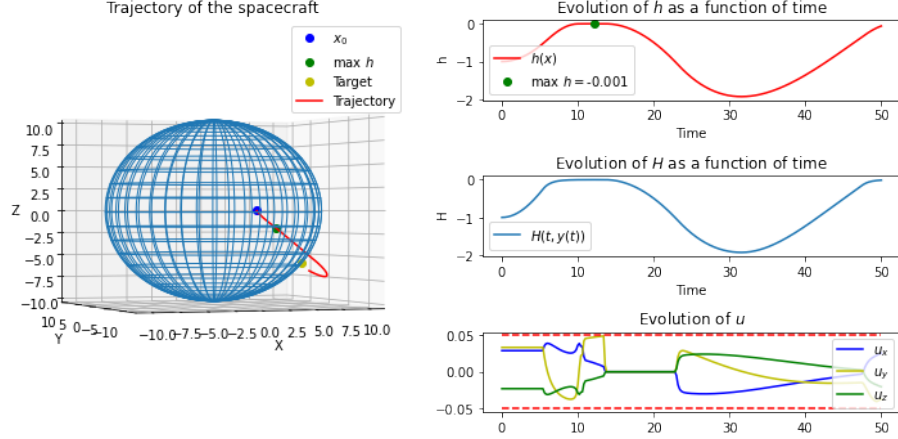 Trajectory of the spacecraft
x₀
max h
Target
Trajectory
10.0
7.5
5.0
2.5
Z
0.0
−2.5
−5.0
−7.5
−10.0
10 5 0 −5 −10
Y
−10.0 −7.5 −5.0 −2.5 0.0 2.5 5.0 7.5 10.0
X
Evolution of h as a function of time
h
0
−1
−2
h(x)
max h = -0.001
0 10 20 30 40 50
Time
Evolution of H as a function of time
H
0
−1
−2
H(t, y(t))
0 10 20 30 40 50
Time
Evolution of u
0.05
0.00
−0.05
uₓ
u_y
u_z
0 10 20 30 40 50